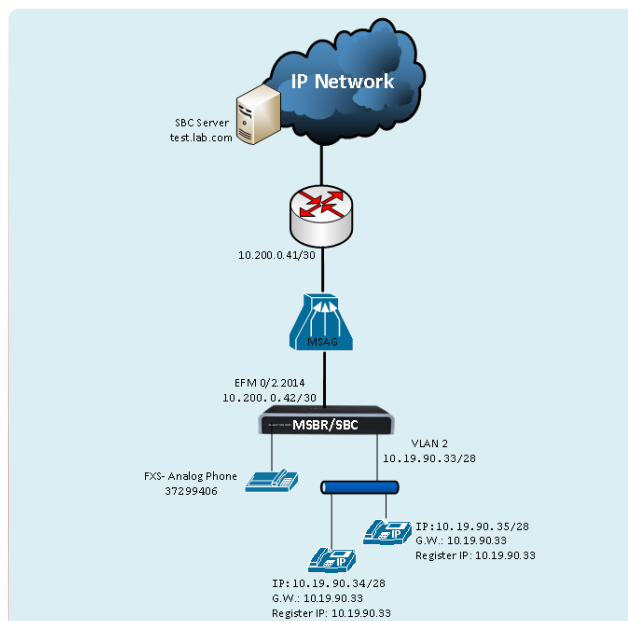 IP Network
SBC Server
test.lab.com
10.200.0.41/30
MSAG
EFM 0/2.2014
10.200.0.42/30
MSBR/SBC
VLAN 2
10.19.90.33/28
FXS- Analog Phone
37299406
IP
IP:10.19.90.35/28
G.W.: 10.19.90.33
Register IP: 10.19.90.33
IP
IP:10.19.90.34/28
G.W.: 10.19.90.33
Register IP: 10.19.90.33